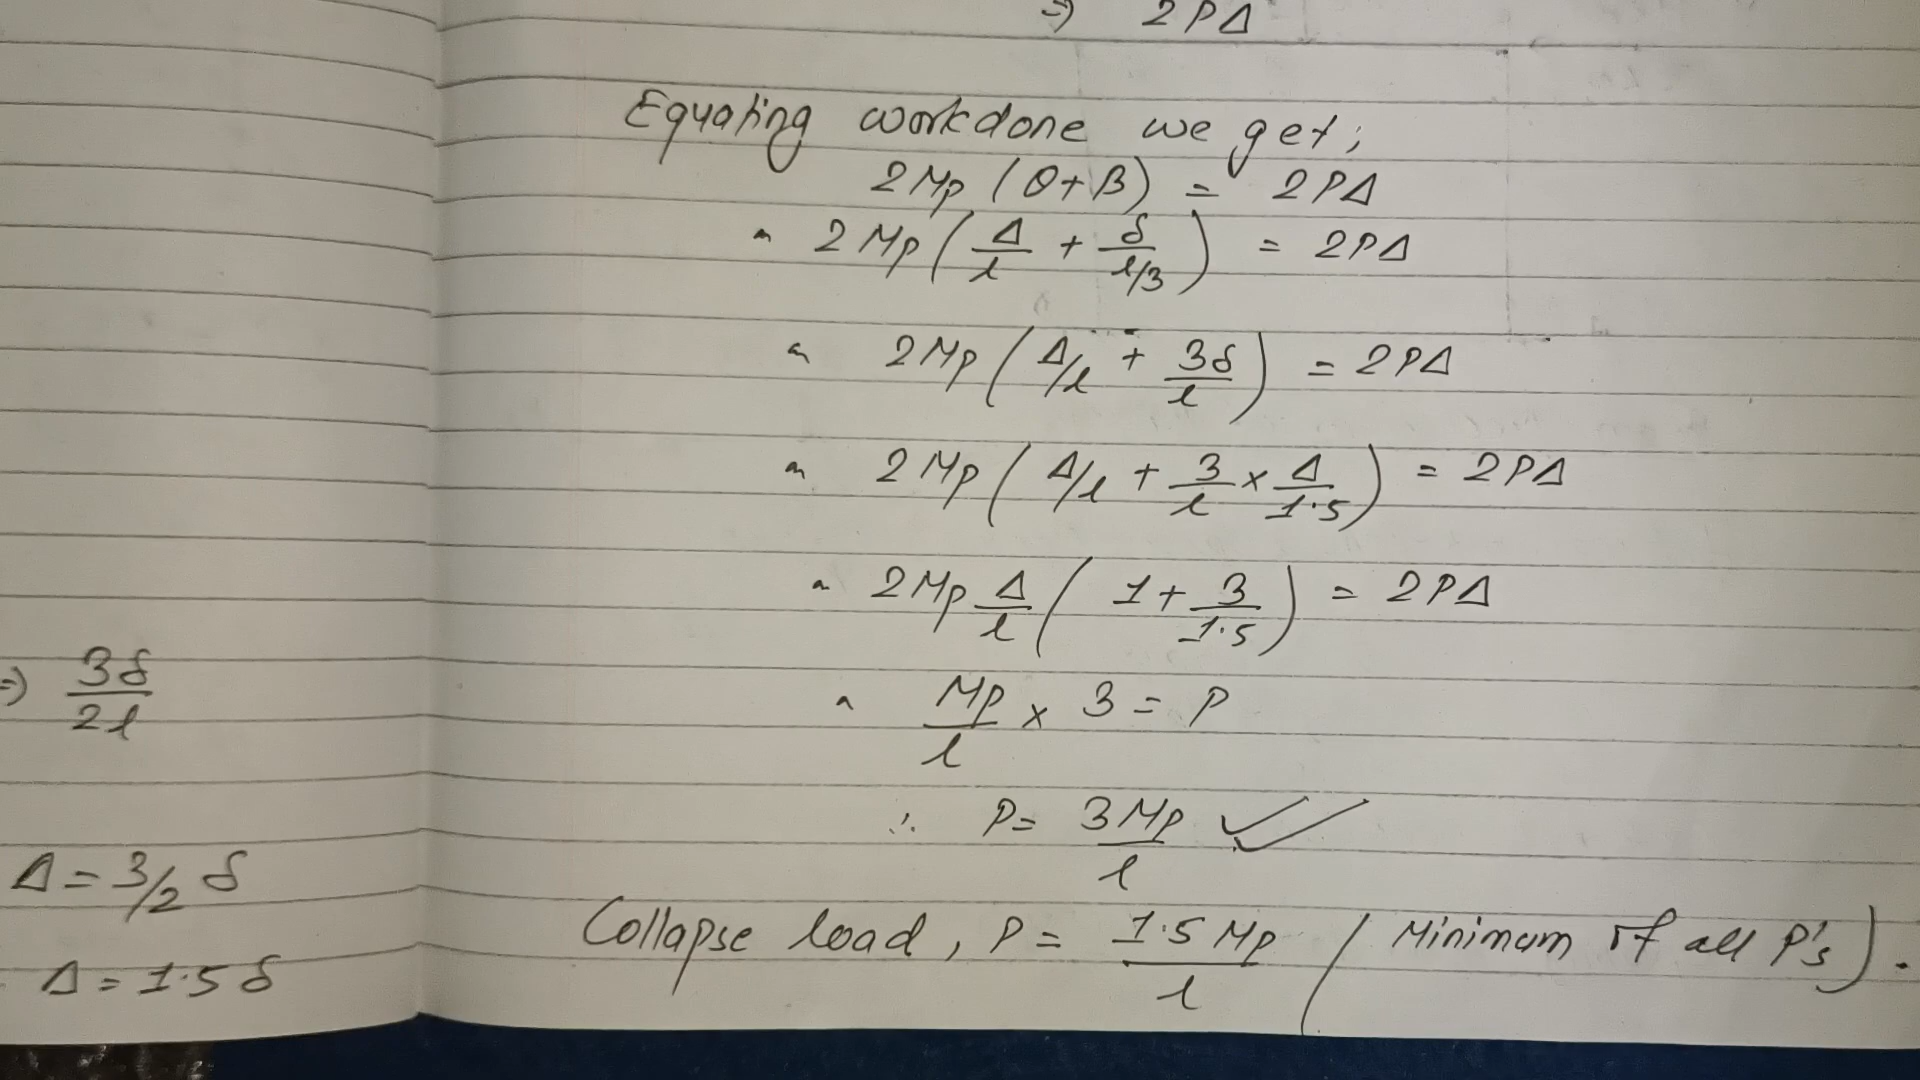 ⇒ 3δ/2l
Δ = 3/2 δ
Δ = 1.5 δ
⇒ 2PΔ
Equating workdone we get;
2Mp (θ+β) = 2PΔ
~ 2Mp (Δ/l + δ/(l/3)) = 2PΔ
~ 2Mp (Δ/l + 3δ/l) = 2PΔ
~ 2Mp (Δ/l + 3/l × Δ/1.5) = 2PΔ
~ 2Mp Δ/l (1 + 3/1.5) = 2PΔ
~ Mp/l × 3 = P
∴ P = 3Mp/l ✓✓
Collapse load, P = 1.5 Mp/l (Minimum of all P's).